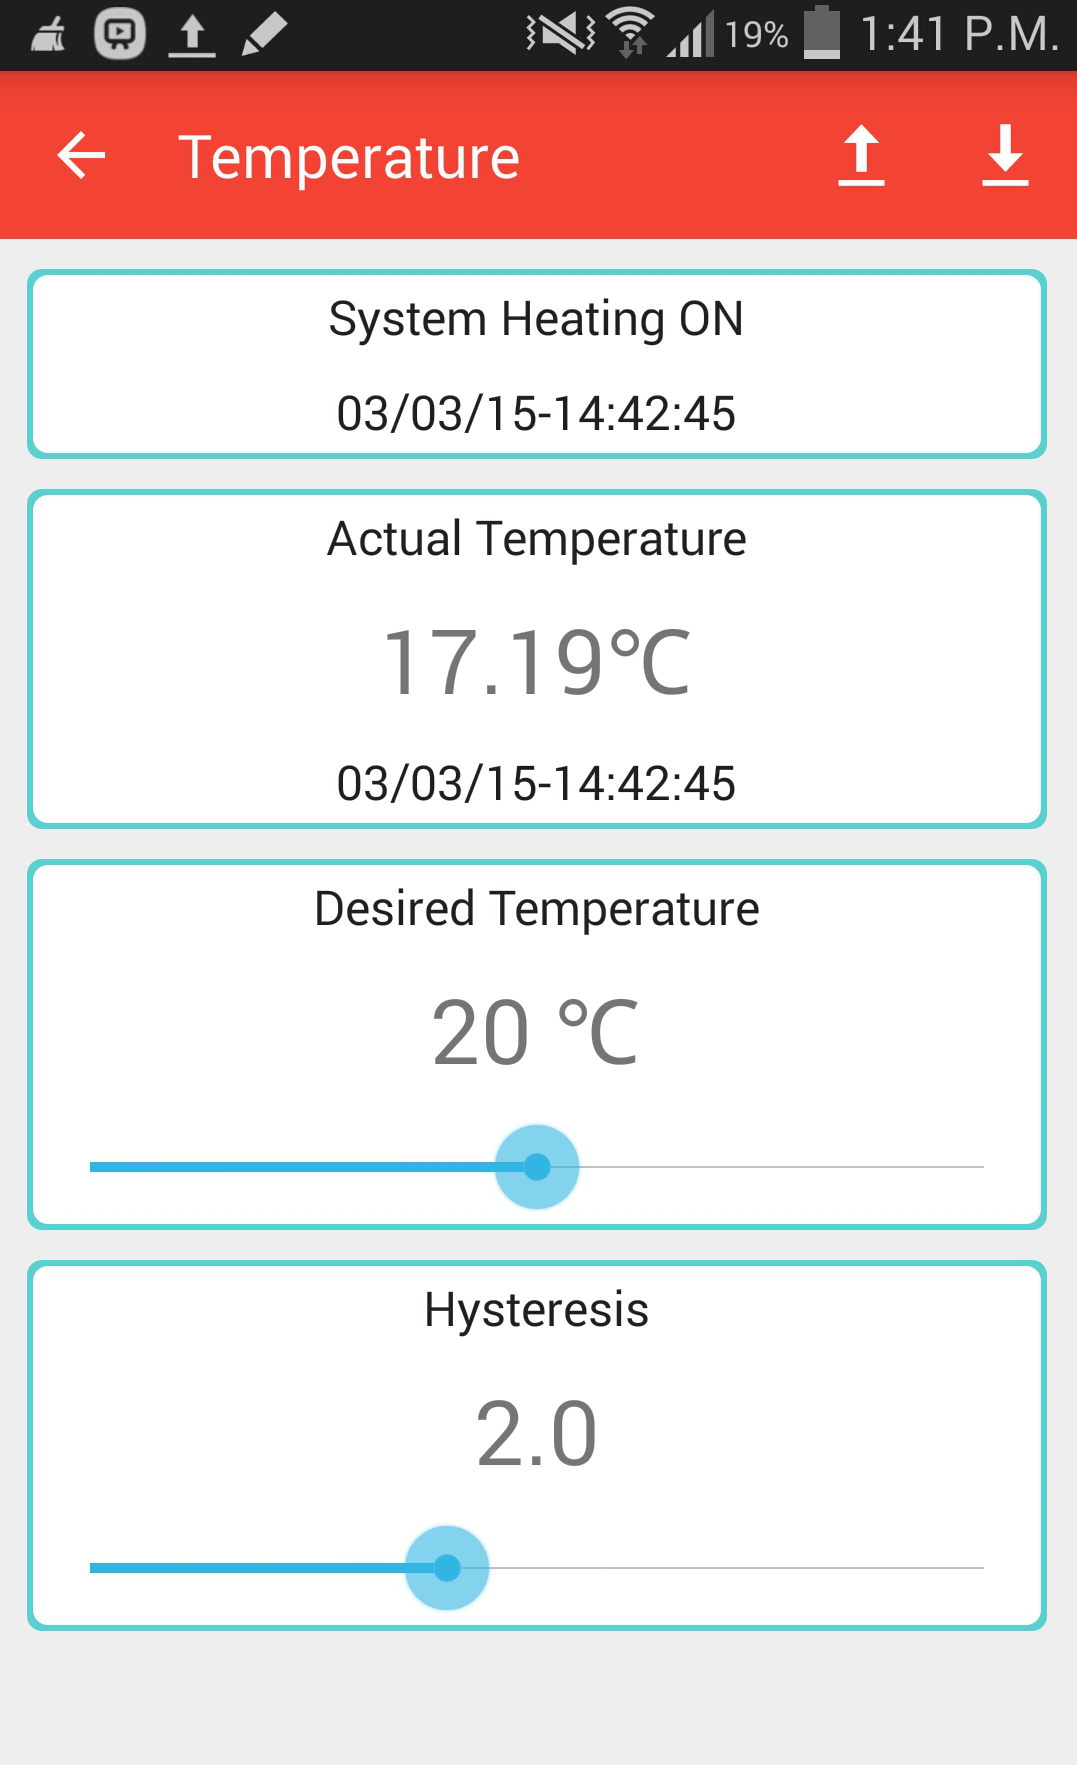 19% 1:41 P.M.
Temperature
System Heating ON
03/03/15-14:42:45
Actual Temperature
17.19°C
03/03/15-14:42:45
Desired Temperature
20 °C
Hysteresis
2.0